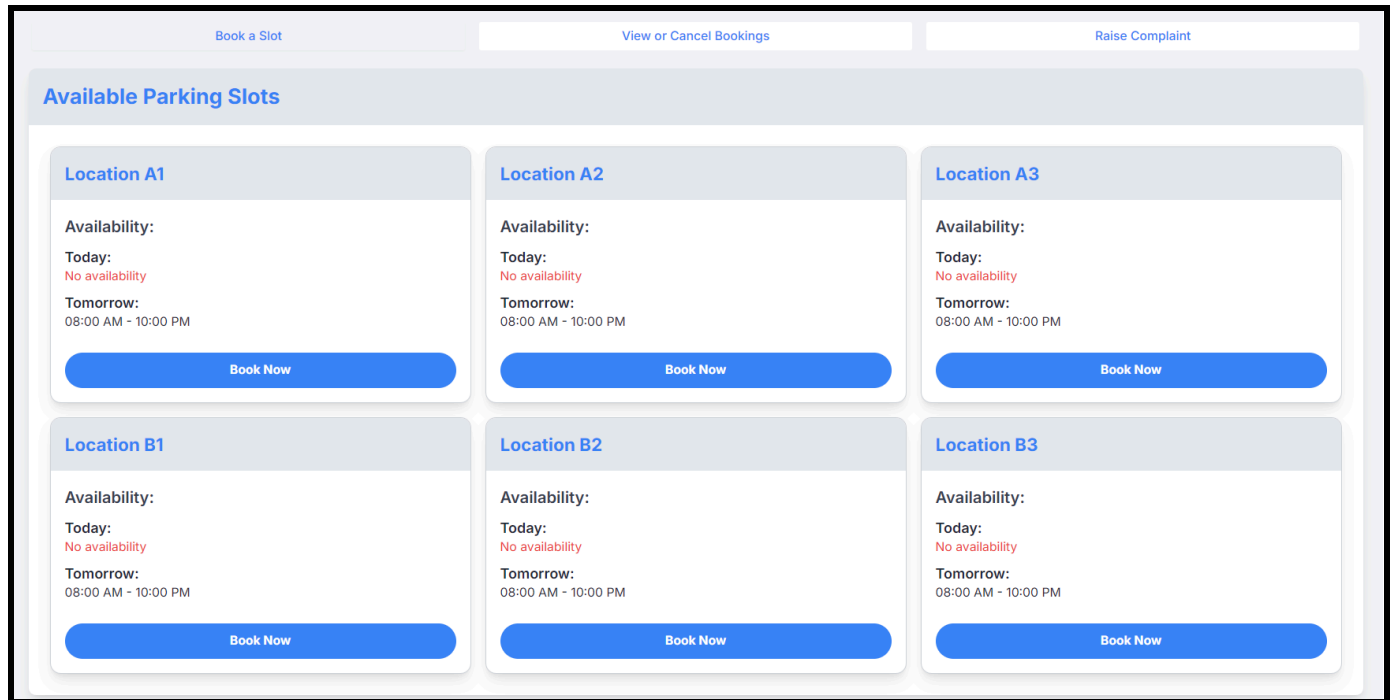 Book a Slot
View or Cancel Bookings
Raise Complaint
Available Parking Slots
Location A1
Availability:
Today:
No availability
Tomorrow:
08:00 AM - 10:00 PM
Book Now
Location A2
Availability:
Today:
No availability
Tomorrow:
08:00 AM - 10:00 PM
Book Now
Location A3
Availability:
Today:
No availability
Tomorrow:
08:00 AM - 10:00 PM
Book Now
Location B1
Availability:
Today:
No availability
Tomorrow:
08:00 AM - 10:00 PM
Book Now
Location B2
Availability:
Today:
No availability
Tomorrow:
08:00 AM - 10:00 PM
Book Now
Location B3
Availability:
Today:
No availability
Tomorrow:
08:00 AM - 10:00 PM
Book Now